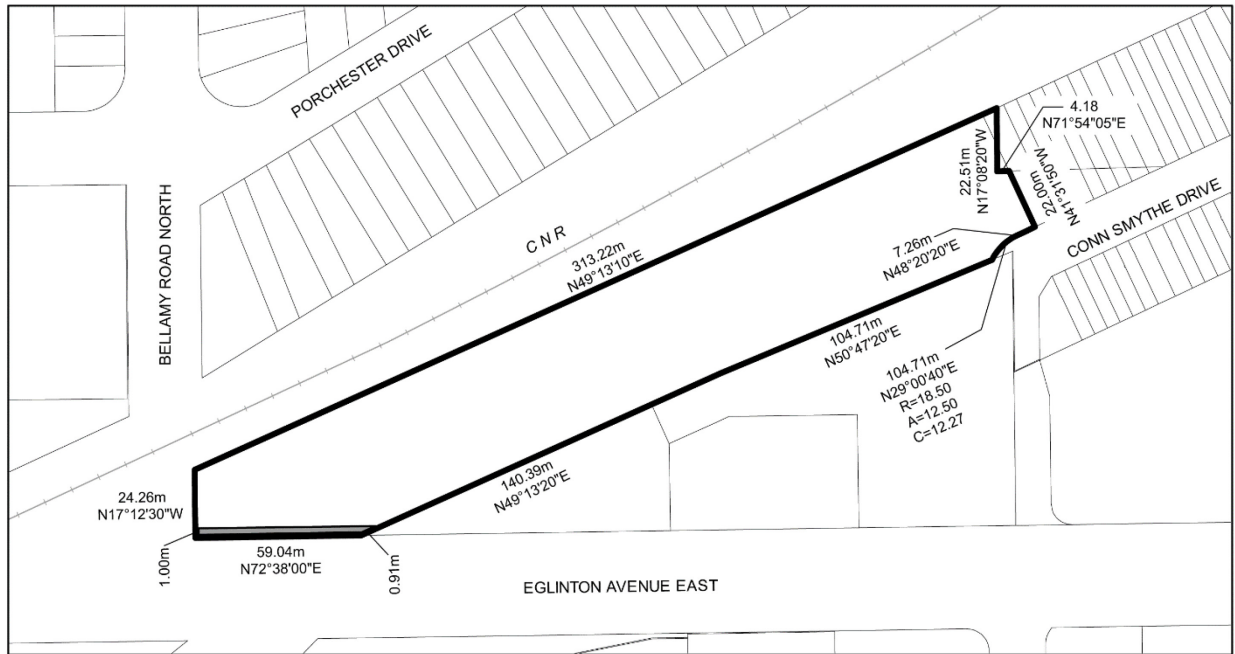 PORCHESTER DRIVE
4.18
N71°54'05"E
22.51m
N17°08'20"W
22.00m
N41°31'50"W
CONN SMYTHE DRIVE
BELLAMY ROAD NORTH
C N R
313.22m
N49°13'10"E
7.26m
N48°20'20"E
104.71m
N50°47'20"E
104.71m
N29°00'40"E
R=18.50
A=12.50
C=12.27
140.39m
N49°13'20"E
24.26m
N17°12'30"W
1.00m
59.04m
N72°38'00"E
0.91m
EGLINTON AVENUE EAST